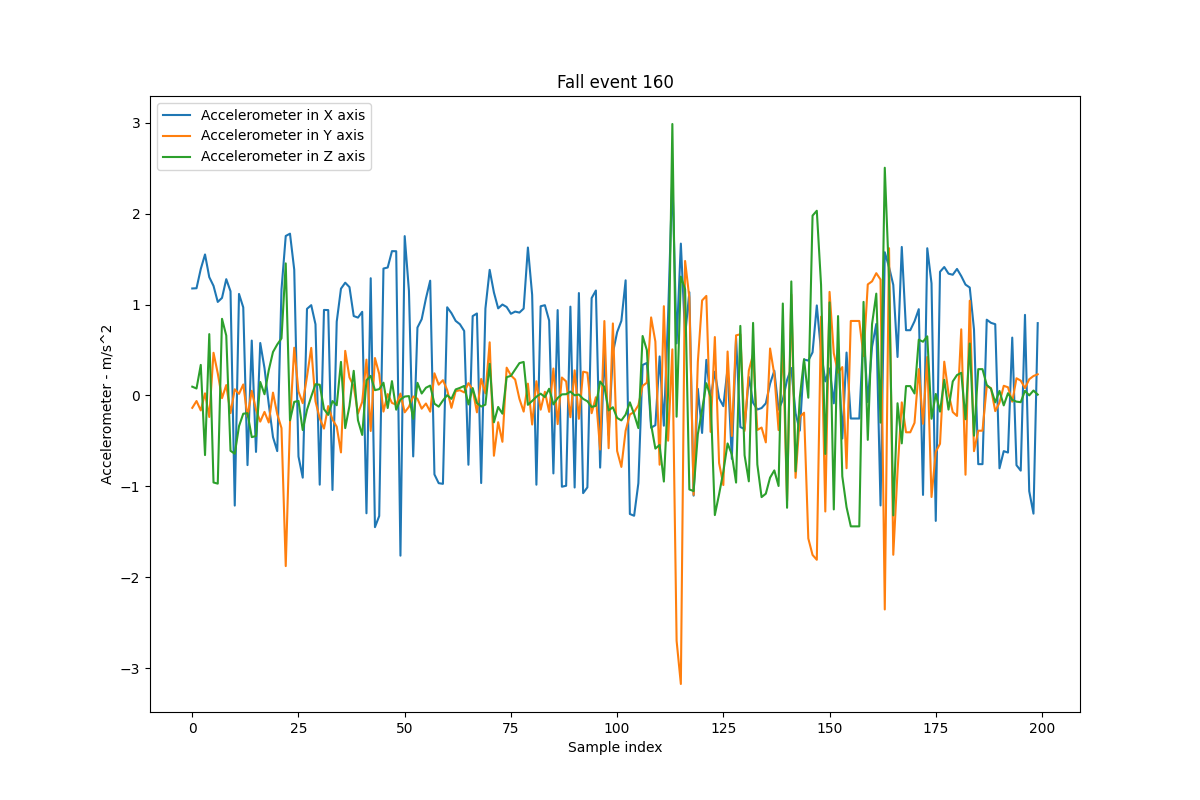 Fall event 160
Accelerometer in X axis
Accelerometer in Y axis
Accelerometer in Z axis
Accelerometer - m/s^2
3
2
1
0
−1
−2
−3
0 25 50 75 100 125 150 175 200
Sample index